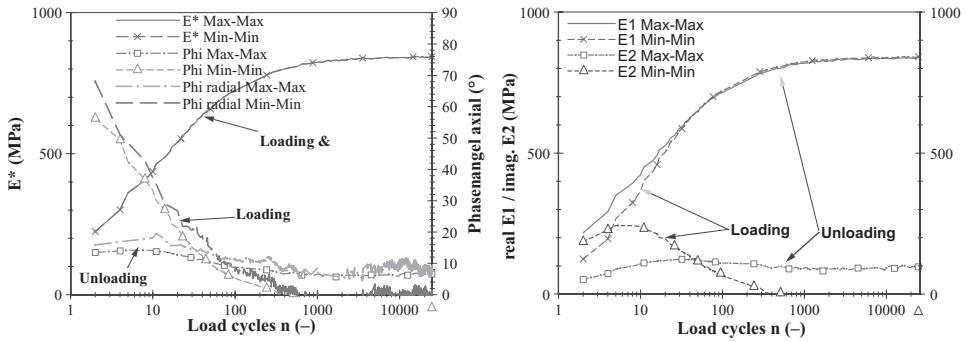 1000
500
0
E* (MPa)
E* Max-Max
E* Min-Min
Phi Max-Max
Phi Min-Min
Phi radial Max-Max
Phi radial Min-Min
Loading &
Loading
Unloading
90
80
70
60
50
40
30
20
10
0
Phasenangel axial (°)
1 10 100 1000 10000
Load cycles n (–)
1000
500
0
real E1 / imag. E2 (MPa)
E1 Max-Max
E1 Min-Min
E2 Max-Max
E2 Min-Min
Loading
Unloading
1000
500
0
1 10 100 1000 10000
Load cycles n (–)